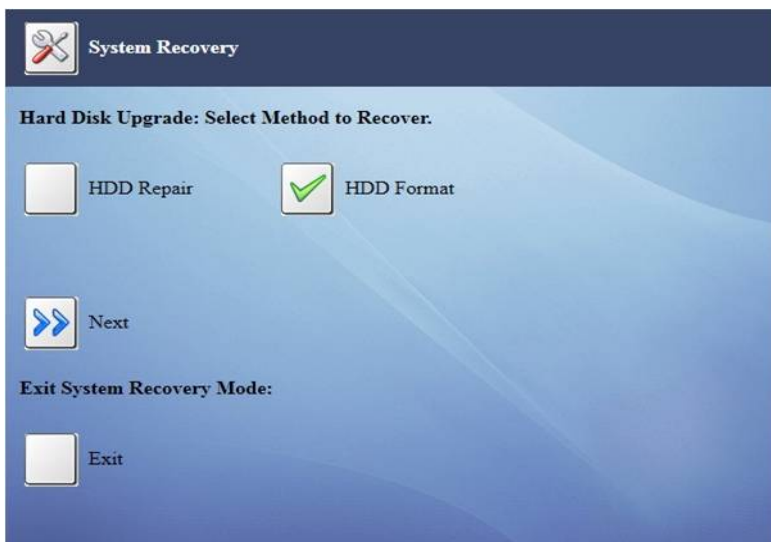 System Recovery
Hard Disk Upgrade: Select Method to Recover.
HDD Repair HDD Format
Next
Exit System Recovery Mode:
Exit